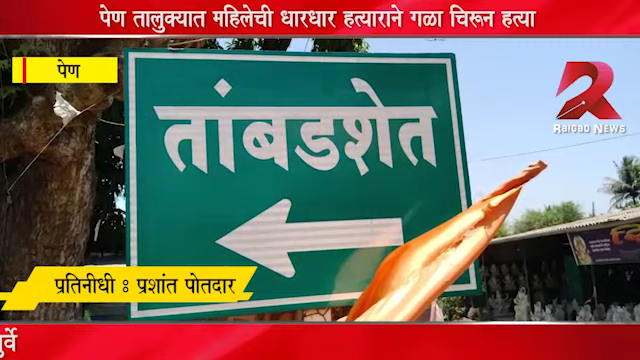 पेण तालुक्यात महिलेची धारधार हत्याराने गळा चिरून हत्या
पेण
RAIGAD NEWS
तांबडशेत
प्रतिनीधी : प्रशांत पोतदार